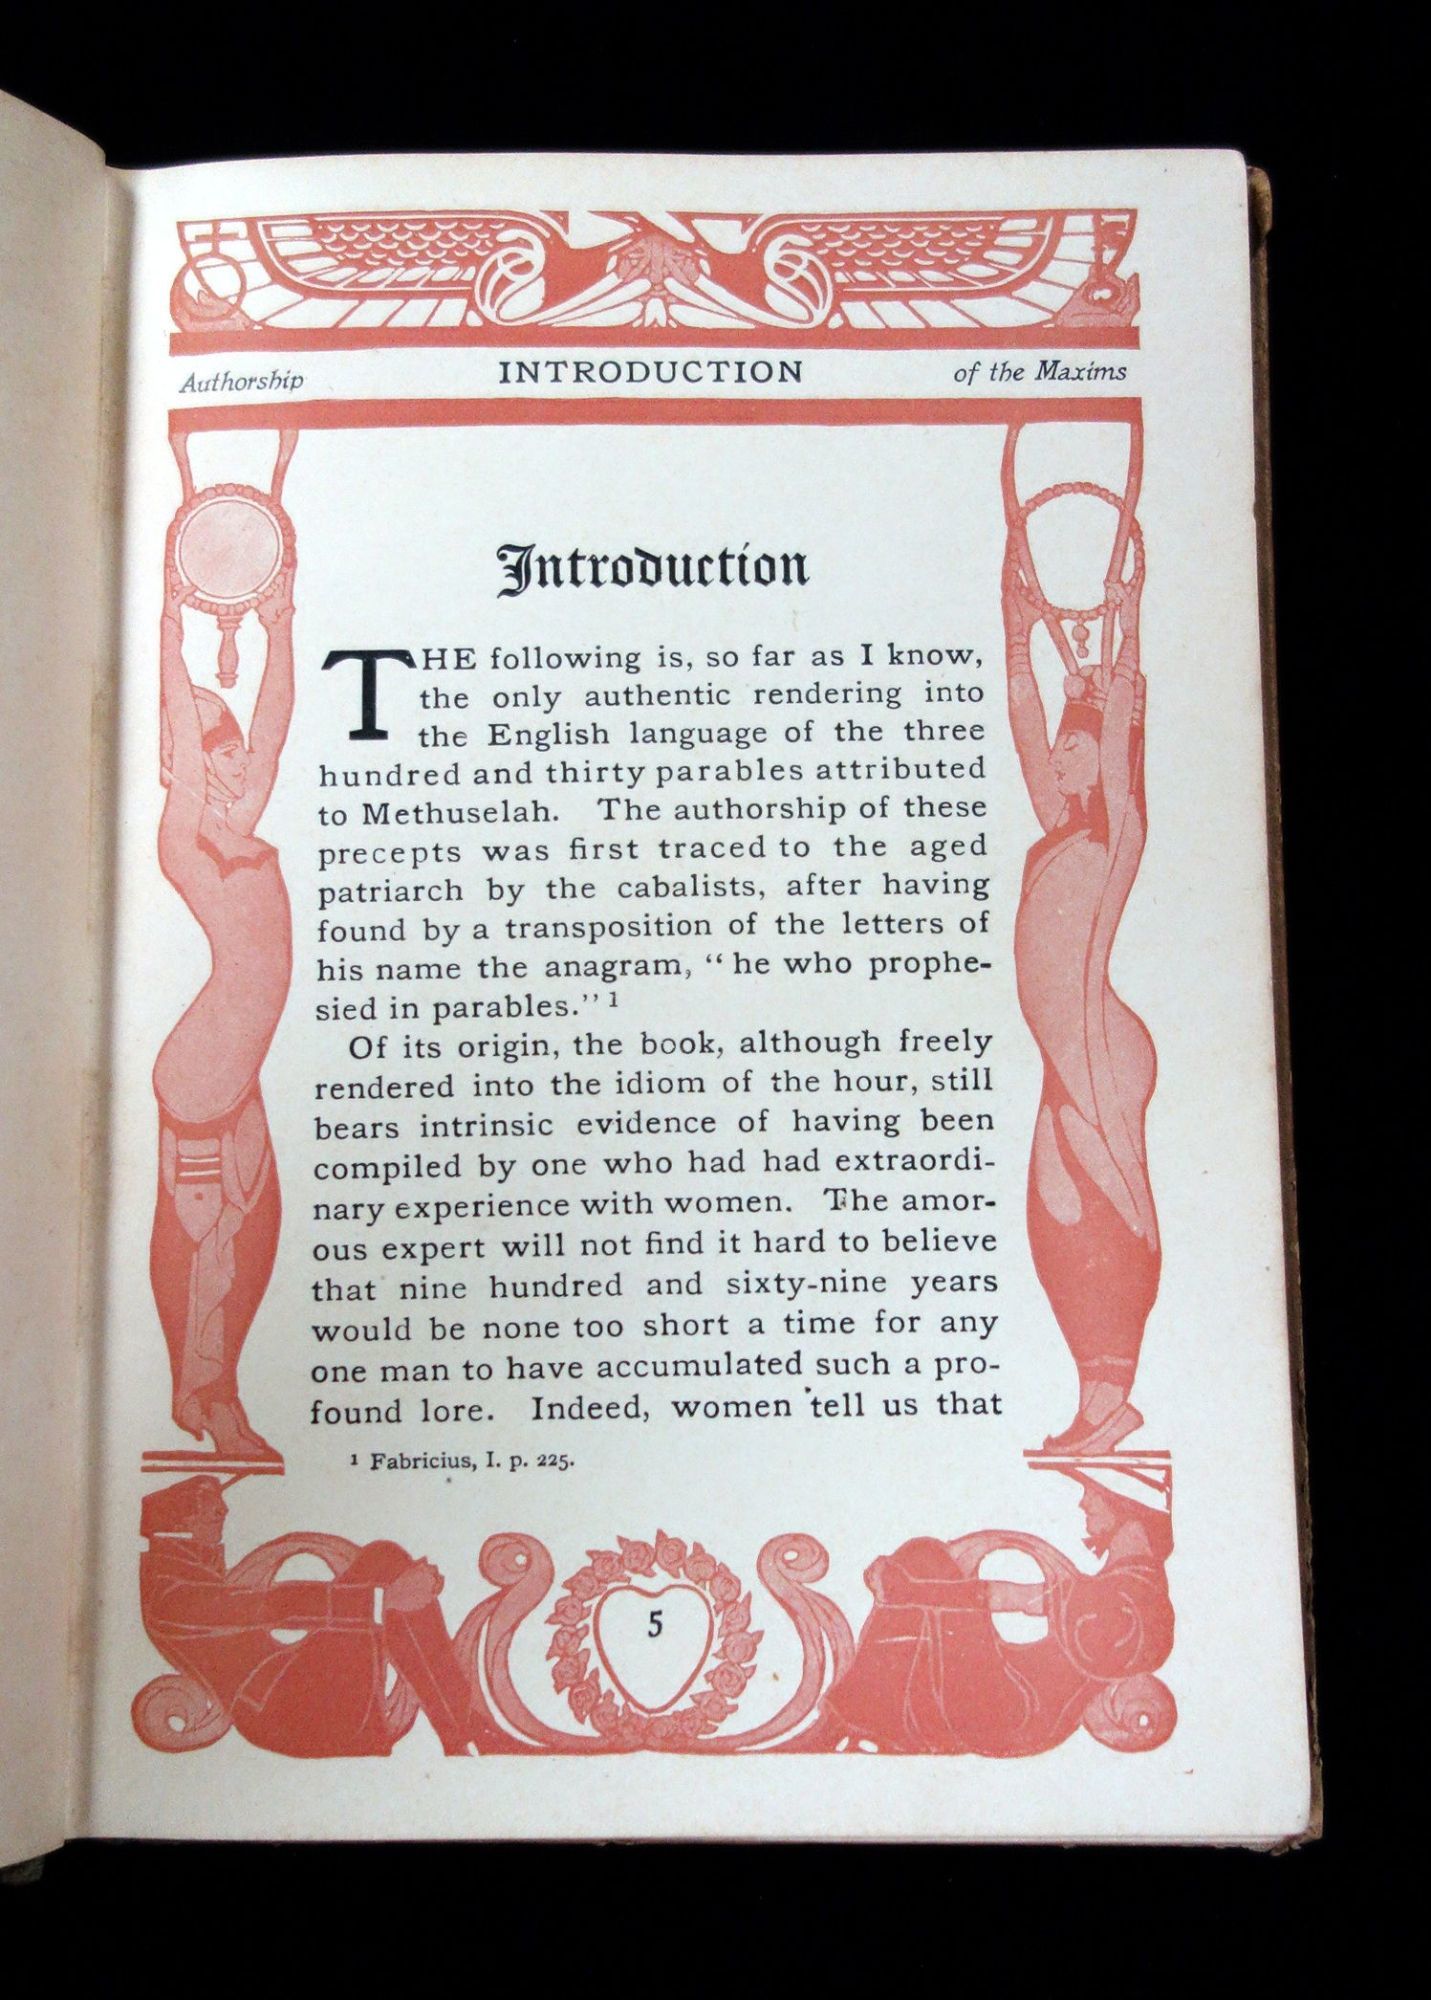 Authorship INTRODUCTION of the Maxims
Introduction
THE following is, so far as I know,
the only authentic rendering into
the English language of the three
hundred and thirty parables attributed
to Methuselah. The authorship of these
precepts was first traced to the aged
patriarch by the cabalists, after having
found by a transposition of the letters of
his name the anagram, “he who prophe-
sied in parables.” 1
Of its origin, the book, although freely
rendered into the idiom of the hour, still
bears intrinsic evidence of having been
compiled by one who had had extraordi-
nary experience with women. The amor-
ous expert will not find it hard to believe
that nine hundred and sixty-nine years
would be none too short a time for any
one man to have accumulated such a pro-
found lore. Indeed, women tell us that
1 Fabricius, I. p. 225.
5